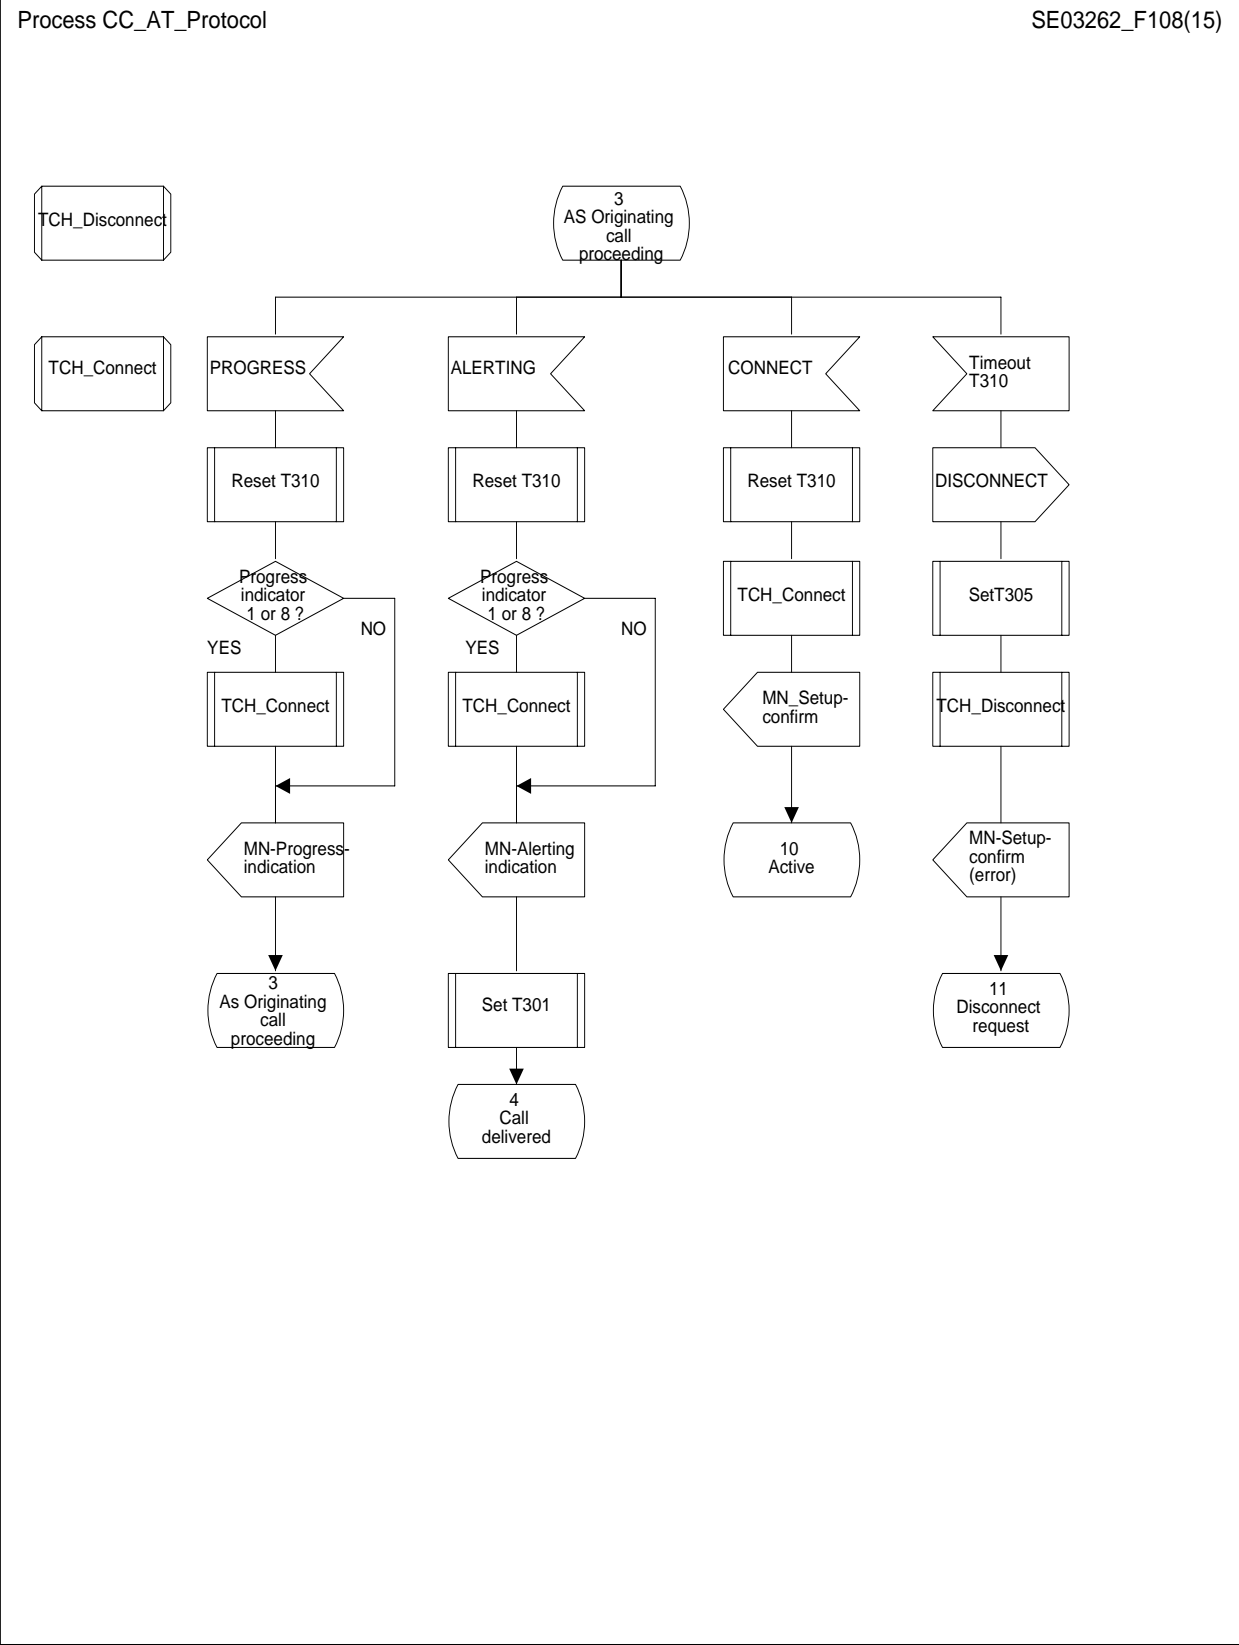 Process CC_AT_Protocol
SE03262_F108(15)
TCH_Disconnect
3
AS Originating
call
proceeding
TCH_Connect
PROGRESS
ALERTING
CONNECT
Timeout
T310
Reset T310
Reset T310
Reset T310
DISCONNECT
Progress
indicator
1 or 8 ?
NO
YES
Progress
indicator
1 or 8 ?
NO
YES
TCH_Connect
SetT305
TCH_Connect
TCH_Connect
MN_Setup-
confirm
TCH_Disconnect
MN-Progress-
indication
MN-Alerting
indication
10
Active
MN-Setup-
confirm
(error)
3
As Originating
call
proceeding
Set T301
11
Disconnect
request
4
Call
delivered